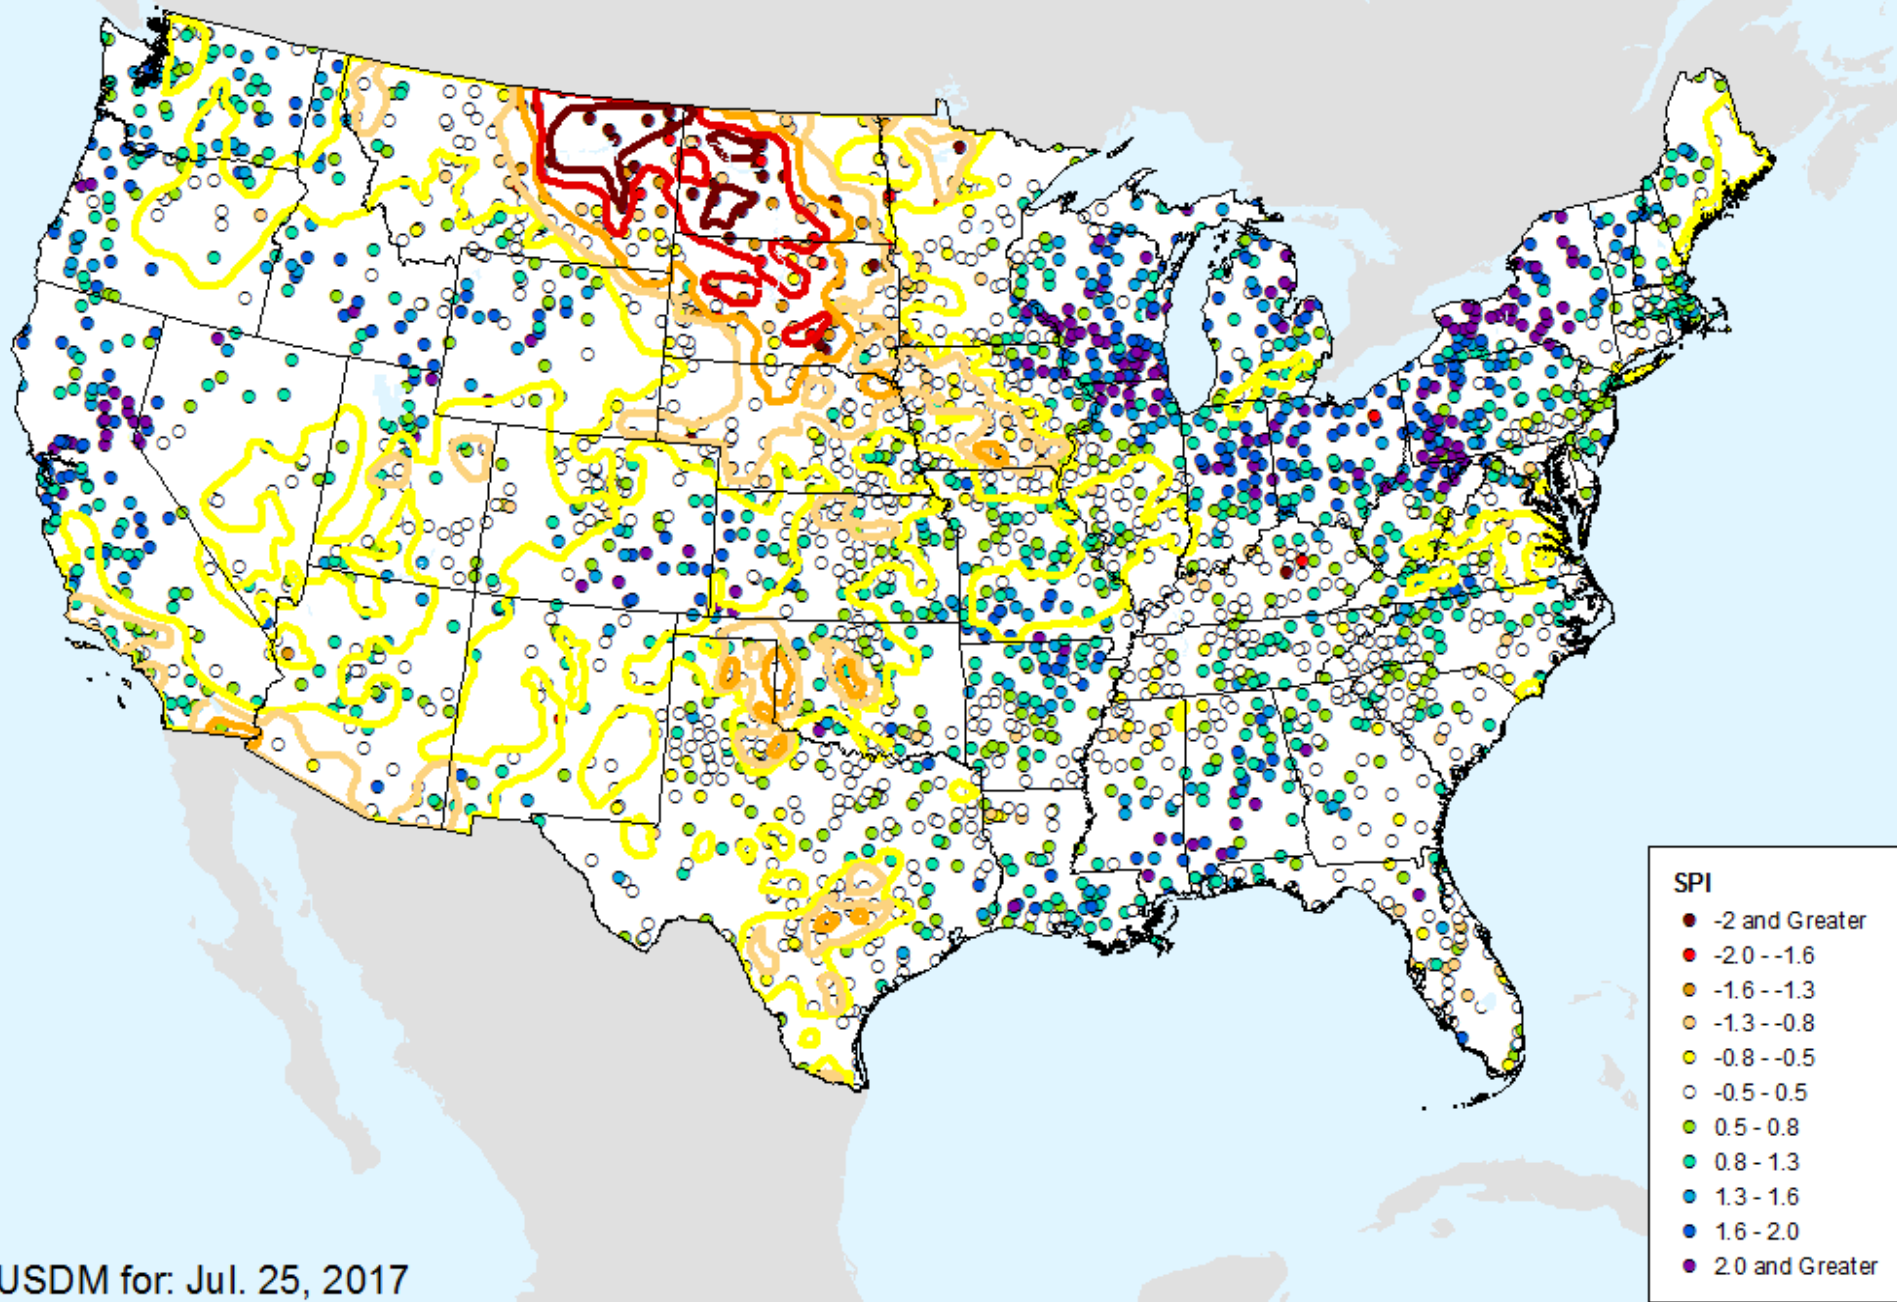 SPI
-2 and Greater
-2.0 - -1.6
-1.6 - -1.3
-1.3 - -0.8
-0.8 - -0.5
-0.5 - 0.5
0.5 - 0.8
0.8 - 1.3
1.3 - 1.6
1.6 - 2.0
2.0 and Greater
USDM for: Jul. 25, 2017